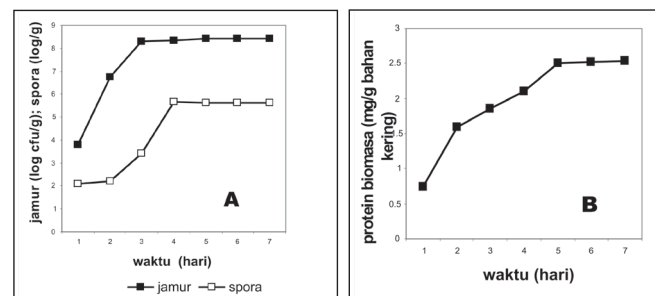 jamur (log cfu/g); spora (log/g)
9
8
7
6
5
4
3
2
1
0
1 2 3 4 5 6 7
waktu (hari)
jamur spora
A
protein biomasa (mg/g bahan
kering)
3
2.5
2
1.5
1
0.5
0
1 2 3 4 5 6 7
waktu (hari)
B